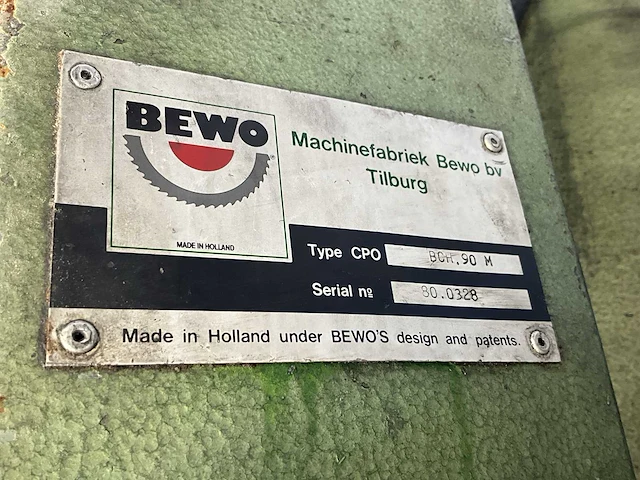 BEWO
MADE IN HOLLAND
Machinefabriek Bewo bv
Tilburg
Type CPO BCH.90 M
Serial nº 80.0328
Made in Holland under BEWO'S design and patents.